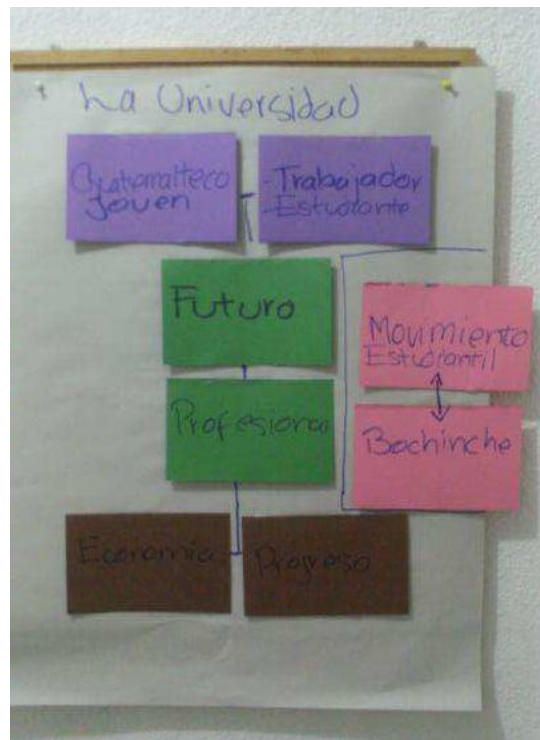 La Universidad
Guatemalteco
Joven
- Trabajador
- Estudiante
Futuro
Profesional
Movimiento
Estudiantil
Bochinche
Economia
Progreso